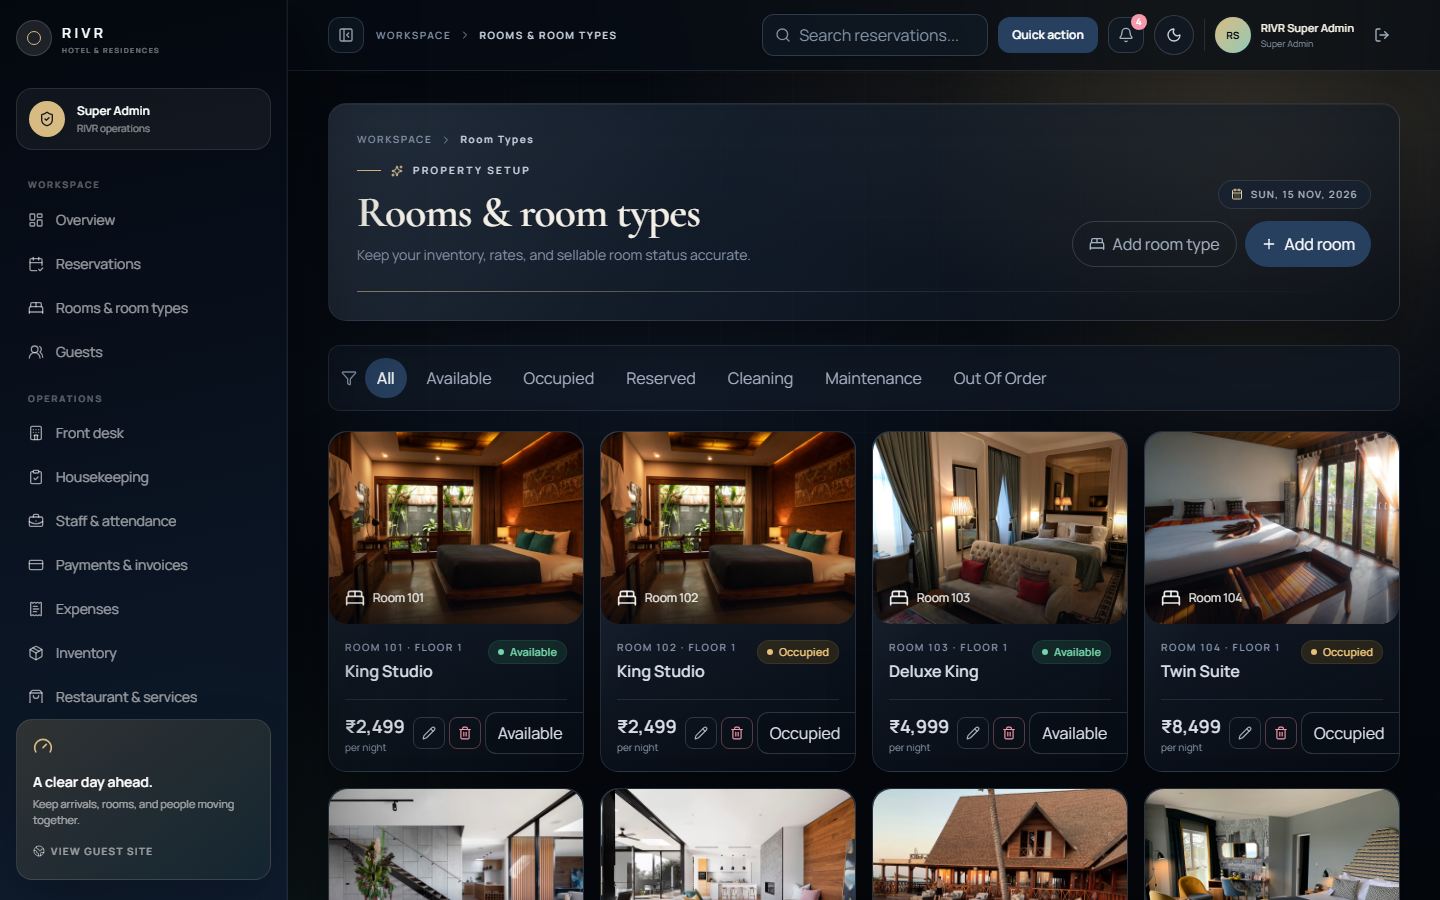 RIVR
HOTEL & RESIDENCES
Super Admin
RIVR operations
WORKSPACE
Overview
Reservations
Rooms & room types
Guests
OPERATIONS
Front desk
Housekeeping
Staff & attendance
Payments & invoices
Expenses
Inventory
Restaurant & services
A clear day ahead.
Keep arrivals, rooms, and people moving
together.
VIEW GUEST SITE
WORKSPACE > ROOMS & ROOM TYPES
Search reservations...
Quick action
4
RS
RIVR Super Admin
Super Admin
WORKSPACE > Room Types
PROPERTY SETUP
Rooms & room types
Keep your inventory, rates, and sellable room status accurate.
SUN, 15 NOV, 2026
Add room type
+ Add room
All
Available
Occupied
Reserved
Cleaning
Maintenance
Out Of Order
Room 101
ROOM 101 · FLOOR 1
Available
King Studio
₹2,499
per night
Available
Room 102
ROOM 102 · FLOOR 1
Occupied
King Studio
₹2,499
per night
Occupied
Room 103
ROOM 103 · FLOOR 1
Available
Deluxe King
₹4,999
per night
Available
Room 104
ROOM 104 · FLOOR 1
Occupied
Twin Suite
₹8,499
per night
Occupied